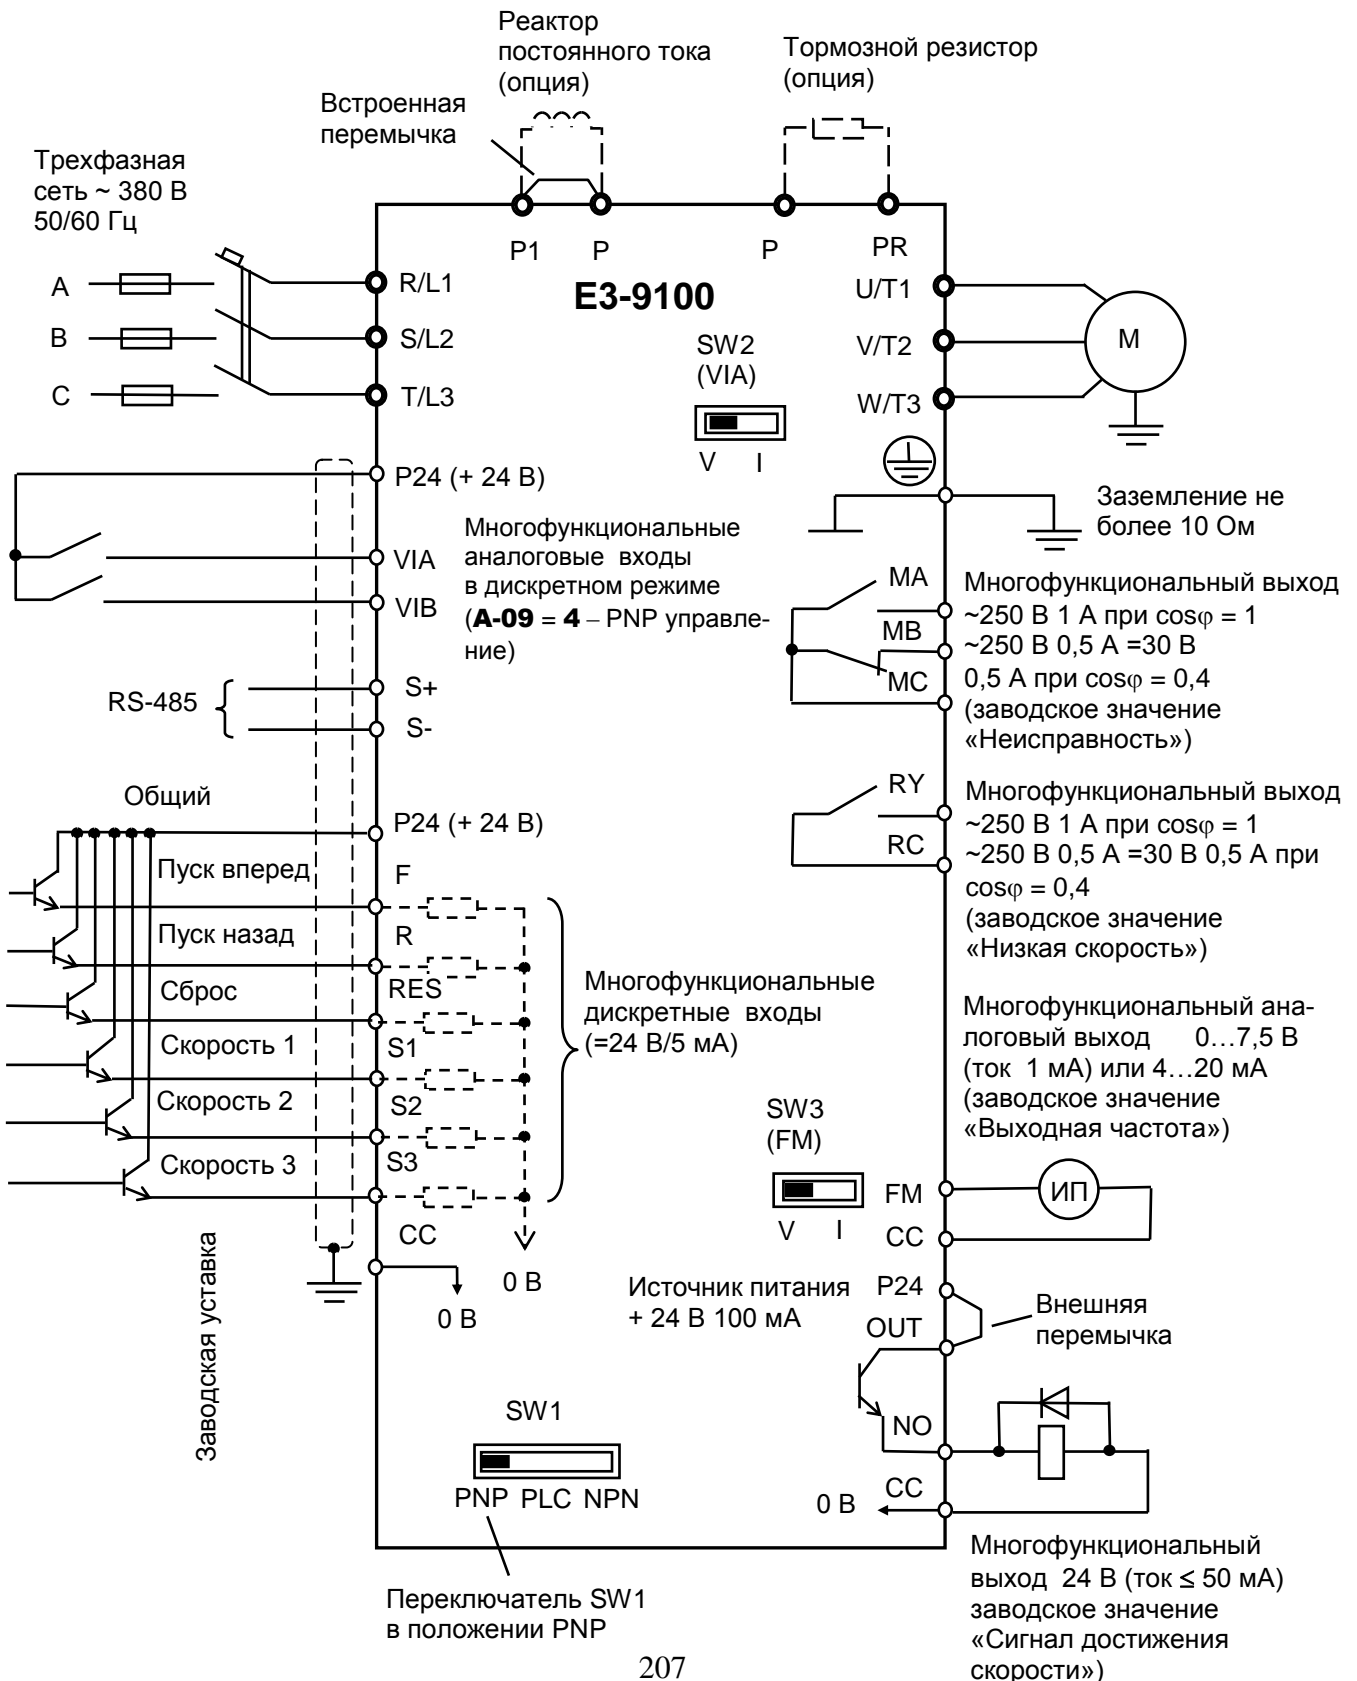 Реактор
постоянного тока
(опция)
Тормозной резистор
(опция)
Встроенная
перемычка
Трехфазная
сеть ~ 380 В
50/60 Гц
P1
P
P
PR
E3-9100
A
R/L1
U/T1
B
S/L2
V/T2
M
C
T/L3
W/T3
SW2
(VIA)
V I
P24 (+ 24 В)
Заземление не
более 10 Ом
Многофункциональные
аналоговые входы
в дискретном режиме
(A-09 = 4 – PNP управле-
ние)
VIA
VIB
MA
MB
MC
Многофункциональный выход
~250 В 1 А при cosφ = 1
~250 В 0,5 А =30 В
0,5 А при cosφ = 0,4
(заводское значение
«Неисправность»)
RS-485
S+
S-
Общий
P24 (+ 24 В)
RY
RC
Многофункциональный выход
~250 В 1 А при cosφ = 1
~250 В 0,5 А =30 В 0,5 А при
cosφ = 0,4
(заводское значение
«Низкая скорость»)
Пуск вперед
F
Пуск назад
R
Сброс
RES
Скорость 1
S1
Скорость 2
S2
Скорость 3
S3
CC
Многофункциональные
дискретные входы
(=24 В/5 мА)
Многофункциональный ана-
логовый выход 0…7,5 В
(ток 1 мА) или 4…20 мА
(заводское значение
«Выходная частота»)
SW3
(FM)
V I
FM
ИП
CC
0 В
0 В
Заводская уставка
Источник питания
+ 24 В 100 мА
P24
OUT
Внешняя
перемычка
SW1
PNP PLC NPN
NO
0 В
CC
Переключатель SW1
в положении PNP
Многофункциональный
выход 24 В (ток ≤ 50 мА)
заводское значение
«Сигнал достижения
скорости»)
207